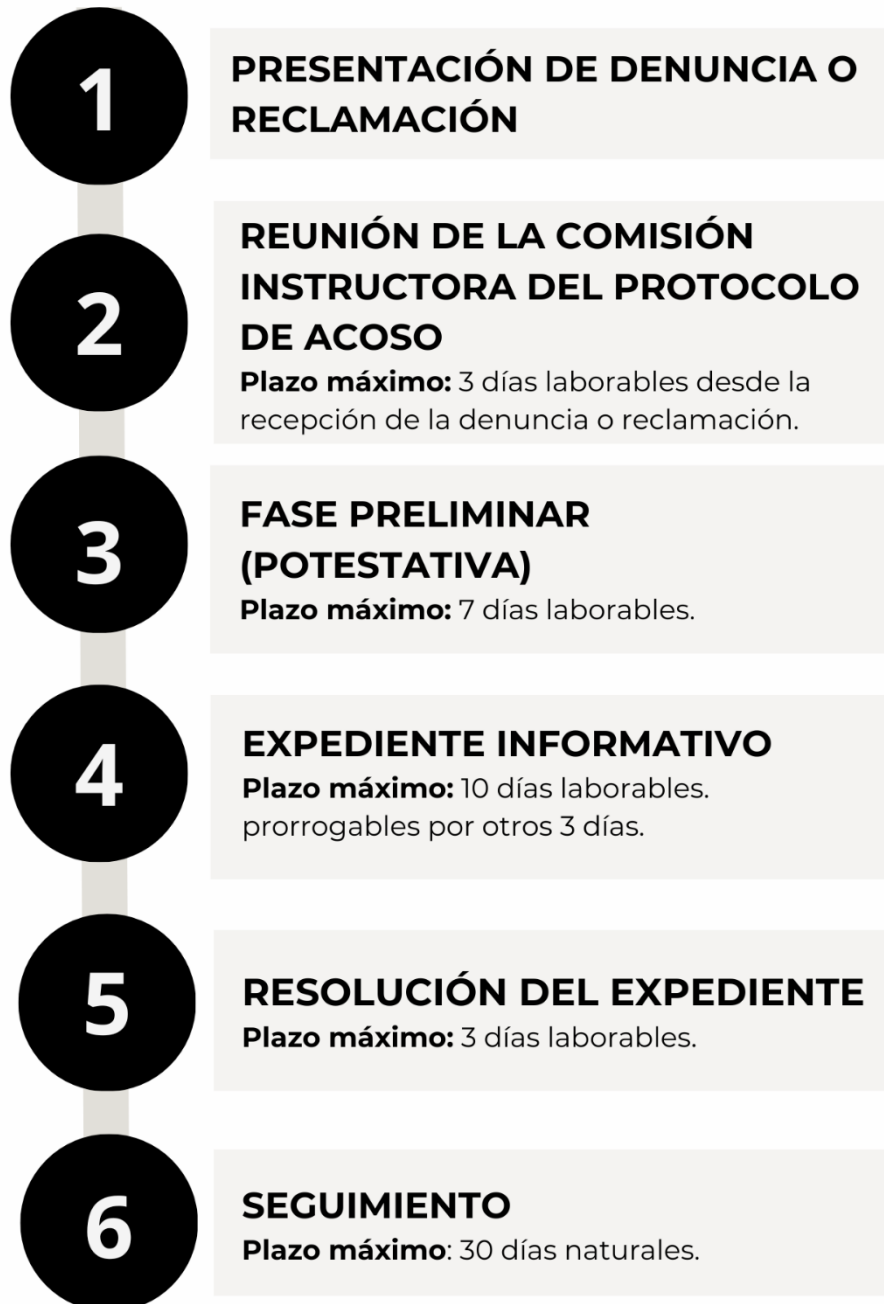 1
PRESENTACIÓN DE DENUNCIA O
RECLAMACIÓN
2
REUNIÓN DE LA COMISIÓN
INSTRUCTORA DEL PROTOCOLO
DE ACOSO
Plazo máximo: 3 días laborables desde la
recepción de la denuncia o reclamación.
3
FASE PRELIMINAR
(POTESTATIVA)
Plazo máximo: 7 días laborables.
4
EXPEDIENTE INFORMATIVO
Plazo máximo: 10 días laborables.
prorrogables por otros 3 días.
5
RESOLUCIÓN DEL EXPEDIENTE
Plazo máximo: 3 días laborables.
6
SEGUIMIENTO
Plazo máximo: 30 días naturales.